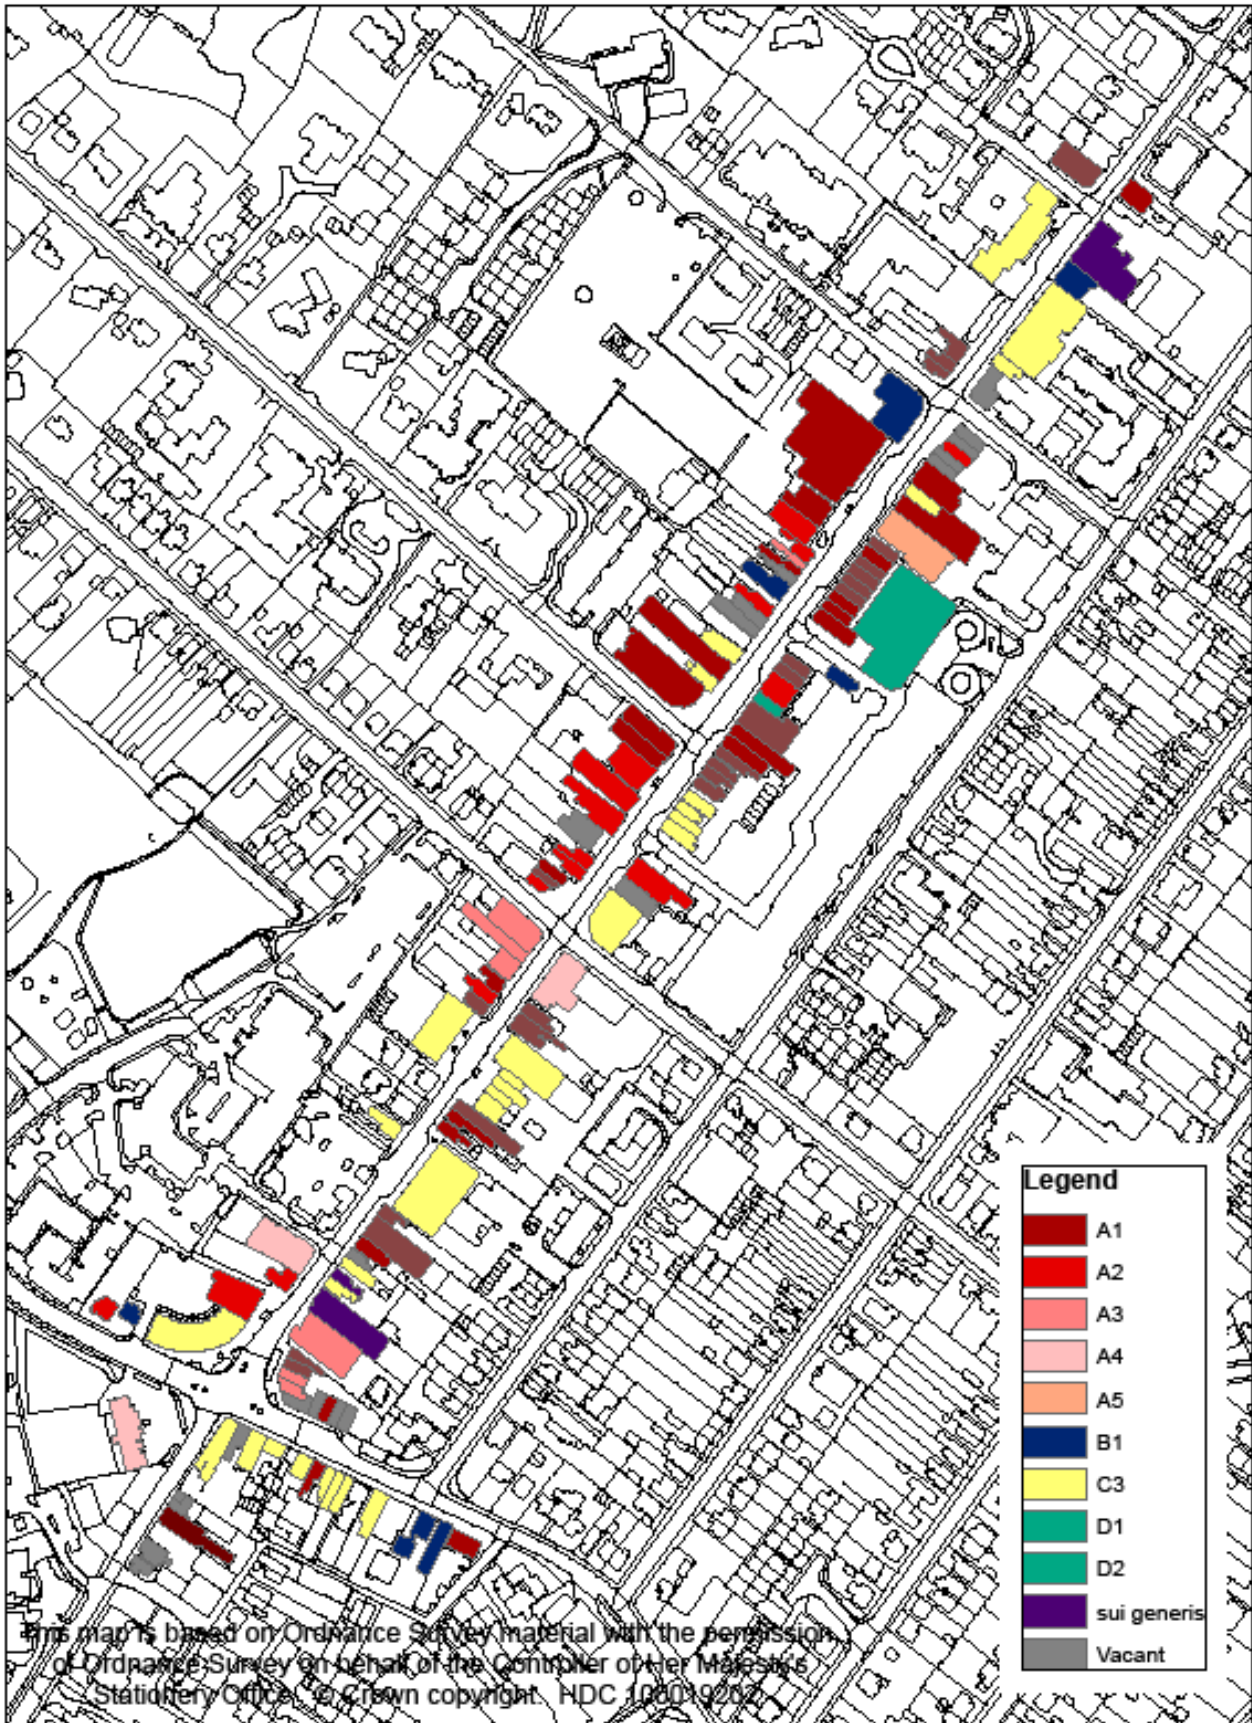 Legend
A1
A2
A3
A4
A5
B1
C3
D1
D2
sui generis
Vacant
This map is based on Ordnance Survey material with the permission
of Ordnance Survey on behalf of the Controller of Her Majesty's
Stationery Office. © Crown copyright. HDC 100019202